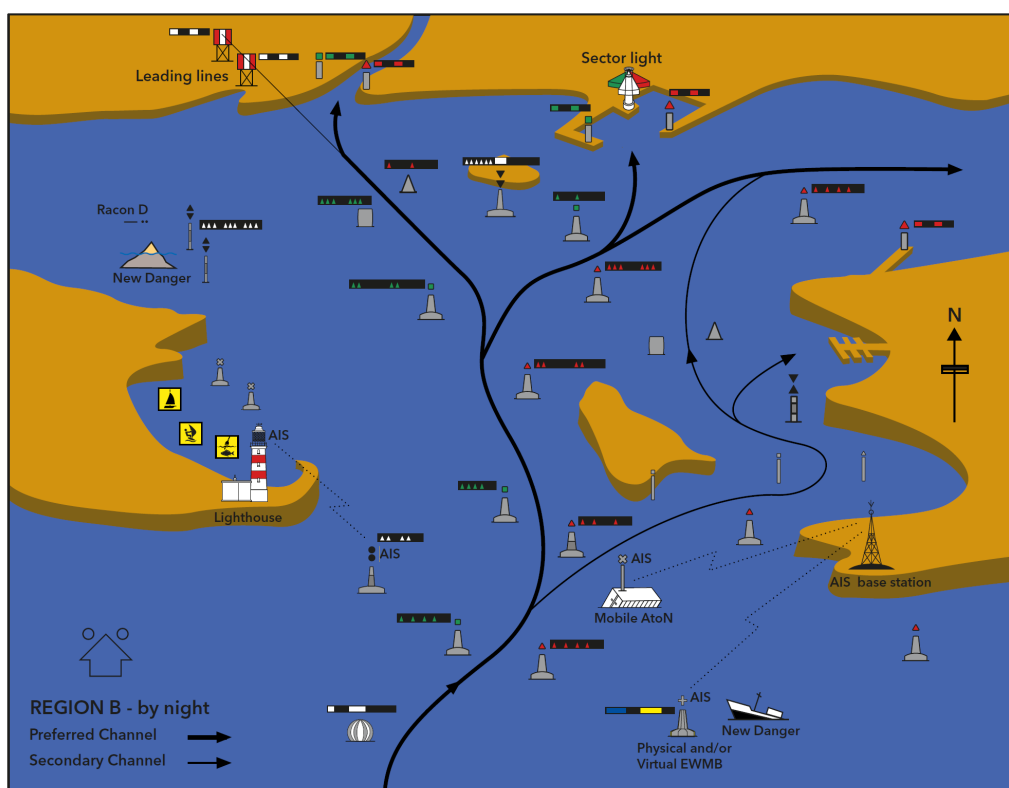 Leading lines
Sector light
Racon D
New Danger
N
AIS
Lighthouse
AIS
AIS
Mobile AtoN
AIS base station
AIS
New Danger
Physical and/or
Virtual EWMB
REGION B - by night
Preferred Channel
Secondary Channel